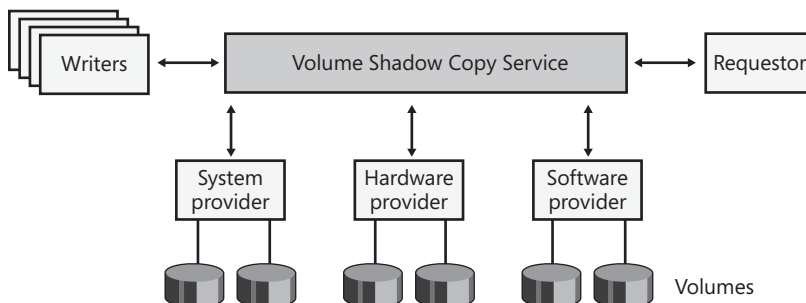 Writers
Volume Shadow Copy Service
Requestor
System
provider
Hardware
provider
Software
provider
Volumes